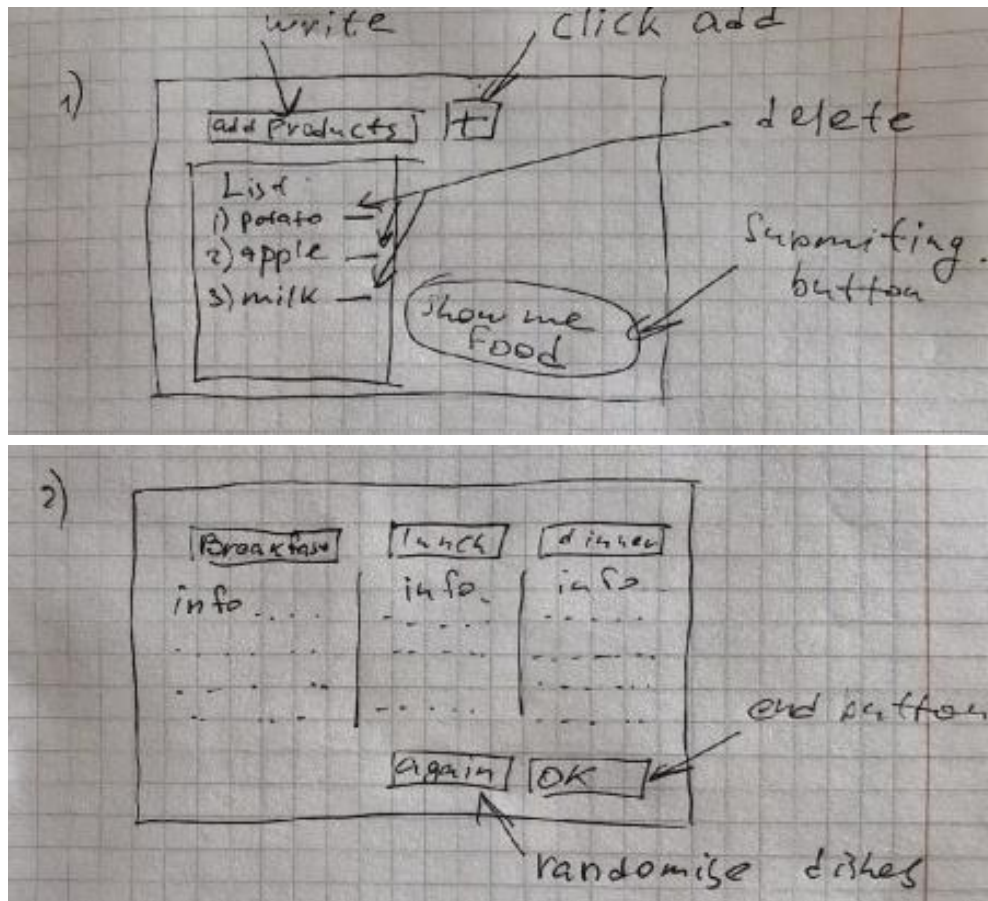 write
click add
1)
add Products
+
delete
List
1) potato —
2) apple —
3) milk —
Submiting
button
show me
food
2)
Breakfast
lunch
dinner
info.....
info..
info...
end button
again
OK
randomise dishes